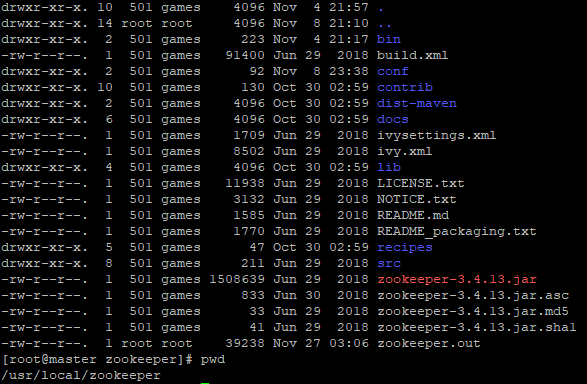 drwxr-xr-x. 10  501 games    4096 Nov  4 21:57 .
drwxr-xr-x. 14 root root     4096 Nov  8 21:10 ..
drwxr-xr-x.  2  501 games     223 Nov  4 21:17 bin
-rw-r--r--.  1  501 games   91400 Jun 29  2018 build.xml
drwxr-xr-x.  2  501 games      92 Nov  8 23:38 conf
drwxr-xr-x. 10  501 games     130 Oct 30 02:59 contrib
drwxr-xr-x.  2  501 games    4096 Oct 30 02:59 dist-maven
drwxr-xr-x.  6  501 games    4096 Oct 30 02:59 docs
-rw-r--r--.  1  501 games    1709 Jun 29  2018 ivysettings.xml
-rw-r--r--.  1  501 games    8502 Jun 29  2018 ivy.xml
drwxr-xr-x.  4  501 games    4096 Oct 30 02:59 lib
-rw-r--r--.  1  501 games   11938 Jun 29  2018 LICENSE.txt
-rw-r--r--.  1  501 games    3132 Jun 29  2018 NOTICE.txt
-rw-r--r--.  1  501 games    1585 Jun 29  2018 README.md
-rw-r--r--.  1  501 games    1770 Jun 29  2018 README_packaging.txt
drwxr-xr-x.  5  501 games      47 Oct 30 02:59 recipes
drwxr-xr-x.  8  501 games     211 Jun 29  2018 src
-rw-r--r--.  1  501 games 1508639 Jun 29  2018 zookeeper-3.4.13.jar
-rw-r--r--.  1  501 games     833 Jun 30  2018 zookeeper-3.4.13.jar.asc
-rw-r--r--.  1  501 games      33 Jun 29  2018 zookeeper-3.4.13.jar.md5
-rw-r--r--.  1  501 games      41 Jun 29  2018 zookeeper-3.4.13.jar.sha1
-rw-r--r--.  1 root root    39238 Nov 27 03:06 zookeeper.out
[root@master zookeeper]# pwd
/usr/local/zookeeper